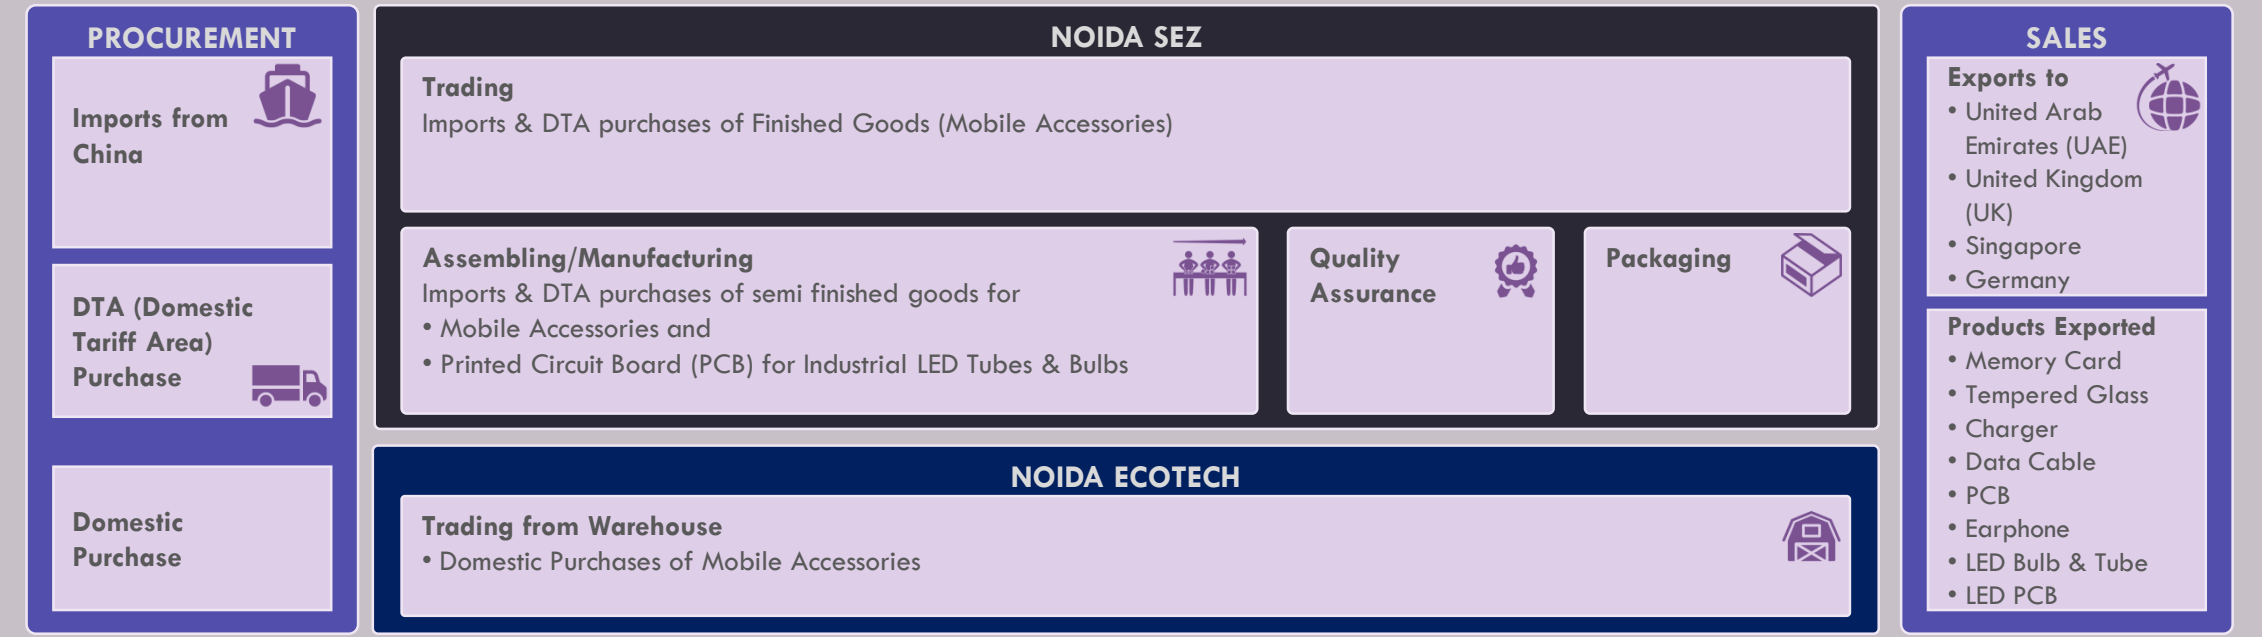 PROCUREMENT
Imports from
China
DTA (Domestic
Tariff Area)
Purchase
Domestic
Purchase
NOIDA SEZ
Trading
Imports & DTA purchases of Finished Goods (Mobile Accessories)
Assembling/Manufacturing
Imports & DTA purchases of semi finished goods for
• Mobile Accessories and
• Printed Circuit Board (PCB) for Industrial LED Tubes & Bulbs
Quality
Assurance
Packaging
NOIDA ECOTECH
Trading from Warehouse
• Domestic Purchases of Mobile Accessories
SALES
Exports to
• United Arab
Emirates (UAE)
• United Kingdom
(UK)
• Singapore
• Germany
Products Exported
• Memory Card
• Tempered Glass
• Charger
• Data Cable
• PCB
• Earphone
• LED Bulb & Tube
• LED PCB